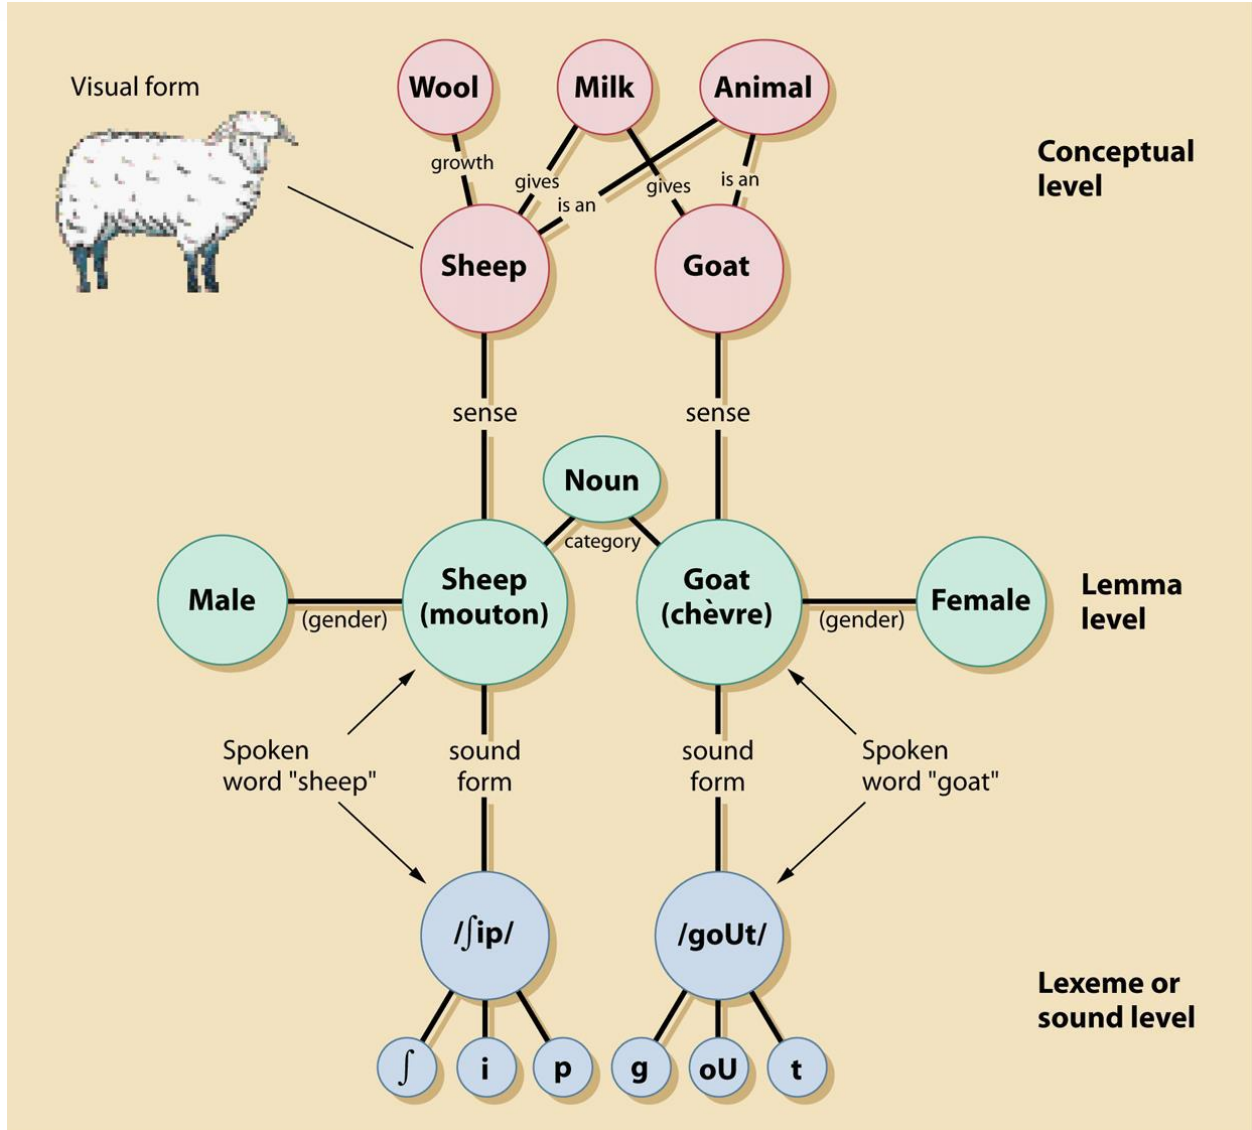 Visual form
Wool
Milk
Animal
growth
gives
is an
gives
is an
Conceptual
level
Sheep
Goat
sense
sense
Noun
category
Male
(gender)
Sheep
(mouton)
Goat
(chèvre)
(gender)
Female
Lemma
level
Spoken
word "sheep"
sound
form
sound
form
Spoken
word "goat"
/ʃip/
/goUt/
Lexeme or
sound level
ʃ
i
p
g
oU
t